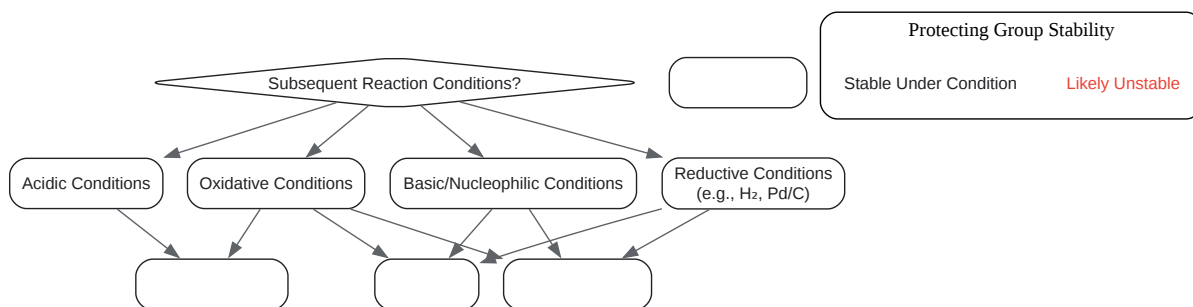 Protecting Group Stability
Subsequent Reaction Conditions?
Stable Under Condition
Likely Unstable
Acidic Conditions
Oxidative Conditions
Basic/Nucleophilic Conditions
Reductive Conditions
(e.g., H₂, Pd/C)